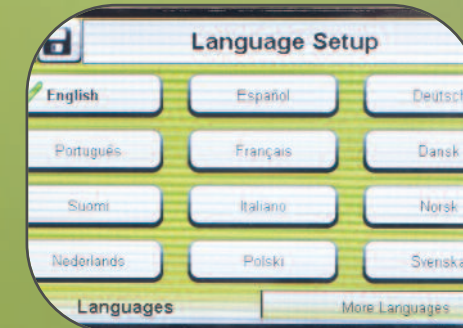 Language Setup
English Español Deutsch
Português Français Dansk
Suomi Italiano Norsk
Nederlands Polski Svenska
Languages More Languages